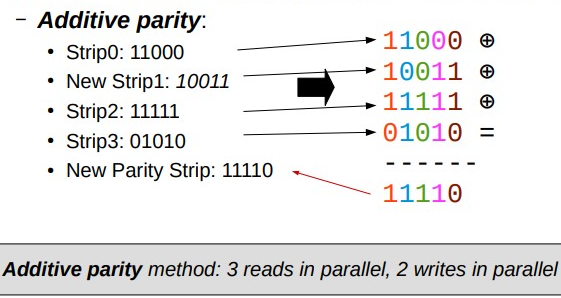 – Additive parity:
• Strip0: 11000
• New Strip1: 10011
• Strip2: 11111
• Strip3: 01010
• New Parity Strip: 11110
11000 ⊕
10011 ⊕
11111 ⊕
01010 =
------
11110
Additive parity method: 3 reads in parallel, 2 writes in parallel